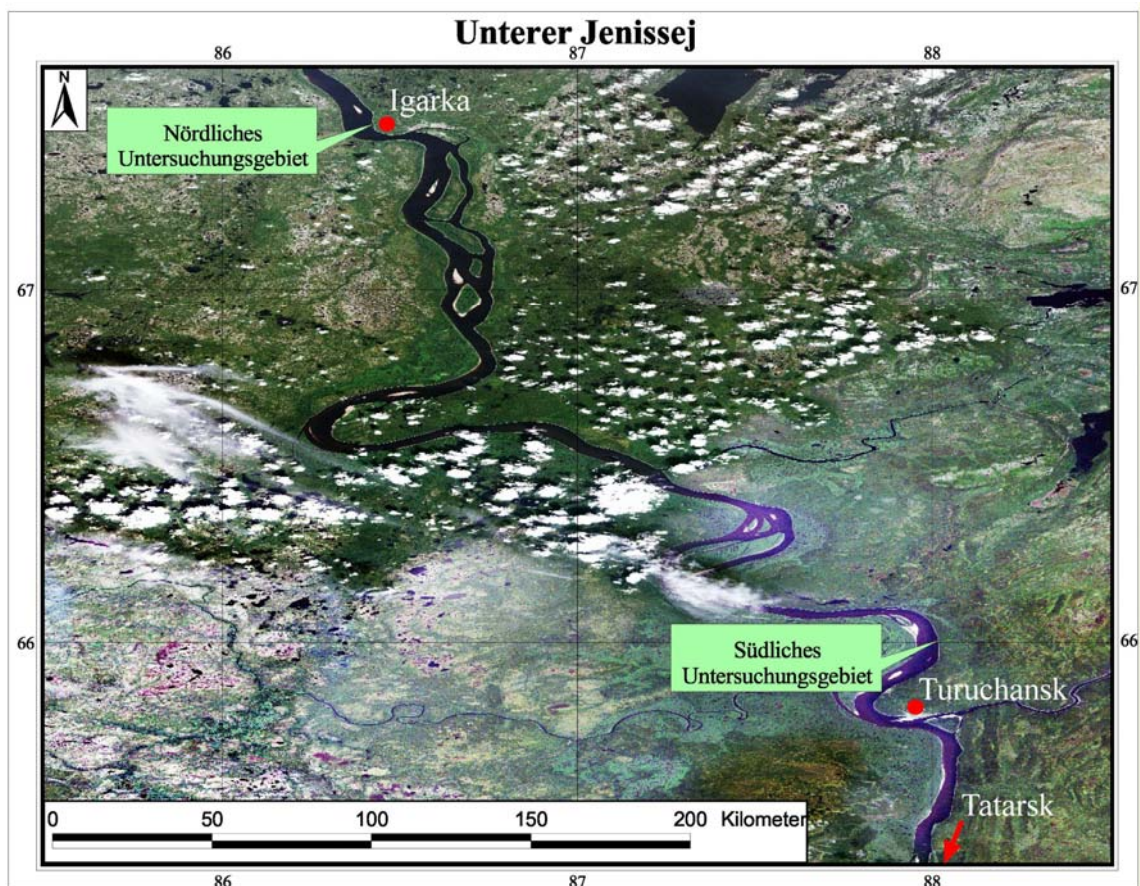 Unterer Jenissej
86 87 88
N
Igarka
Nördliches
Untersuchungsgebiet
67 67
66 66
Südliches
Untersuchungsgebiet
Turuchansk
Tatarsk
0 50 100 150 200 Kilometer
86 87 88